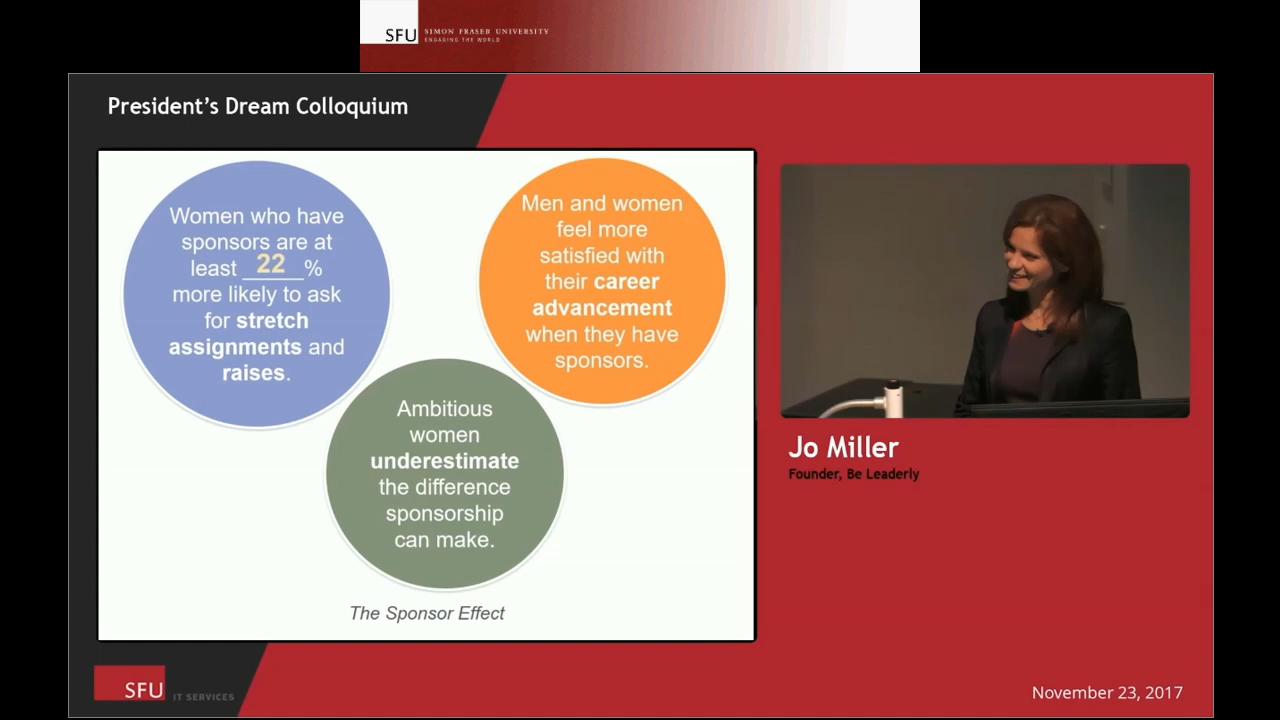 SFU SIMON FRASER UNIVERSITY
ENGAGING THE WORLD
President's Dream Colloquium
Women who have
sponsors are at
least 22%
more likely to ask
for stretch
assignments and
raises.
Men and women
feel more
satisfied with
their career
advancement
when they have
sponsors.
Ambitious
women
underestimate
the difference
sponsorship
can make.
The Sponsor Effect
Jo Miller
Founder, Be Leaderly
SFU IT SERVICES
November 23, 2017